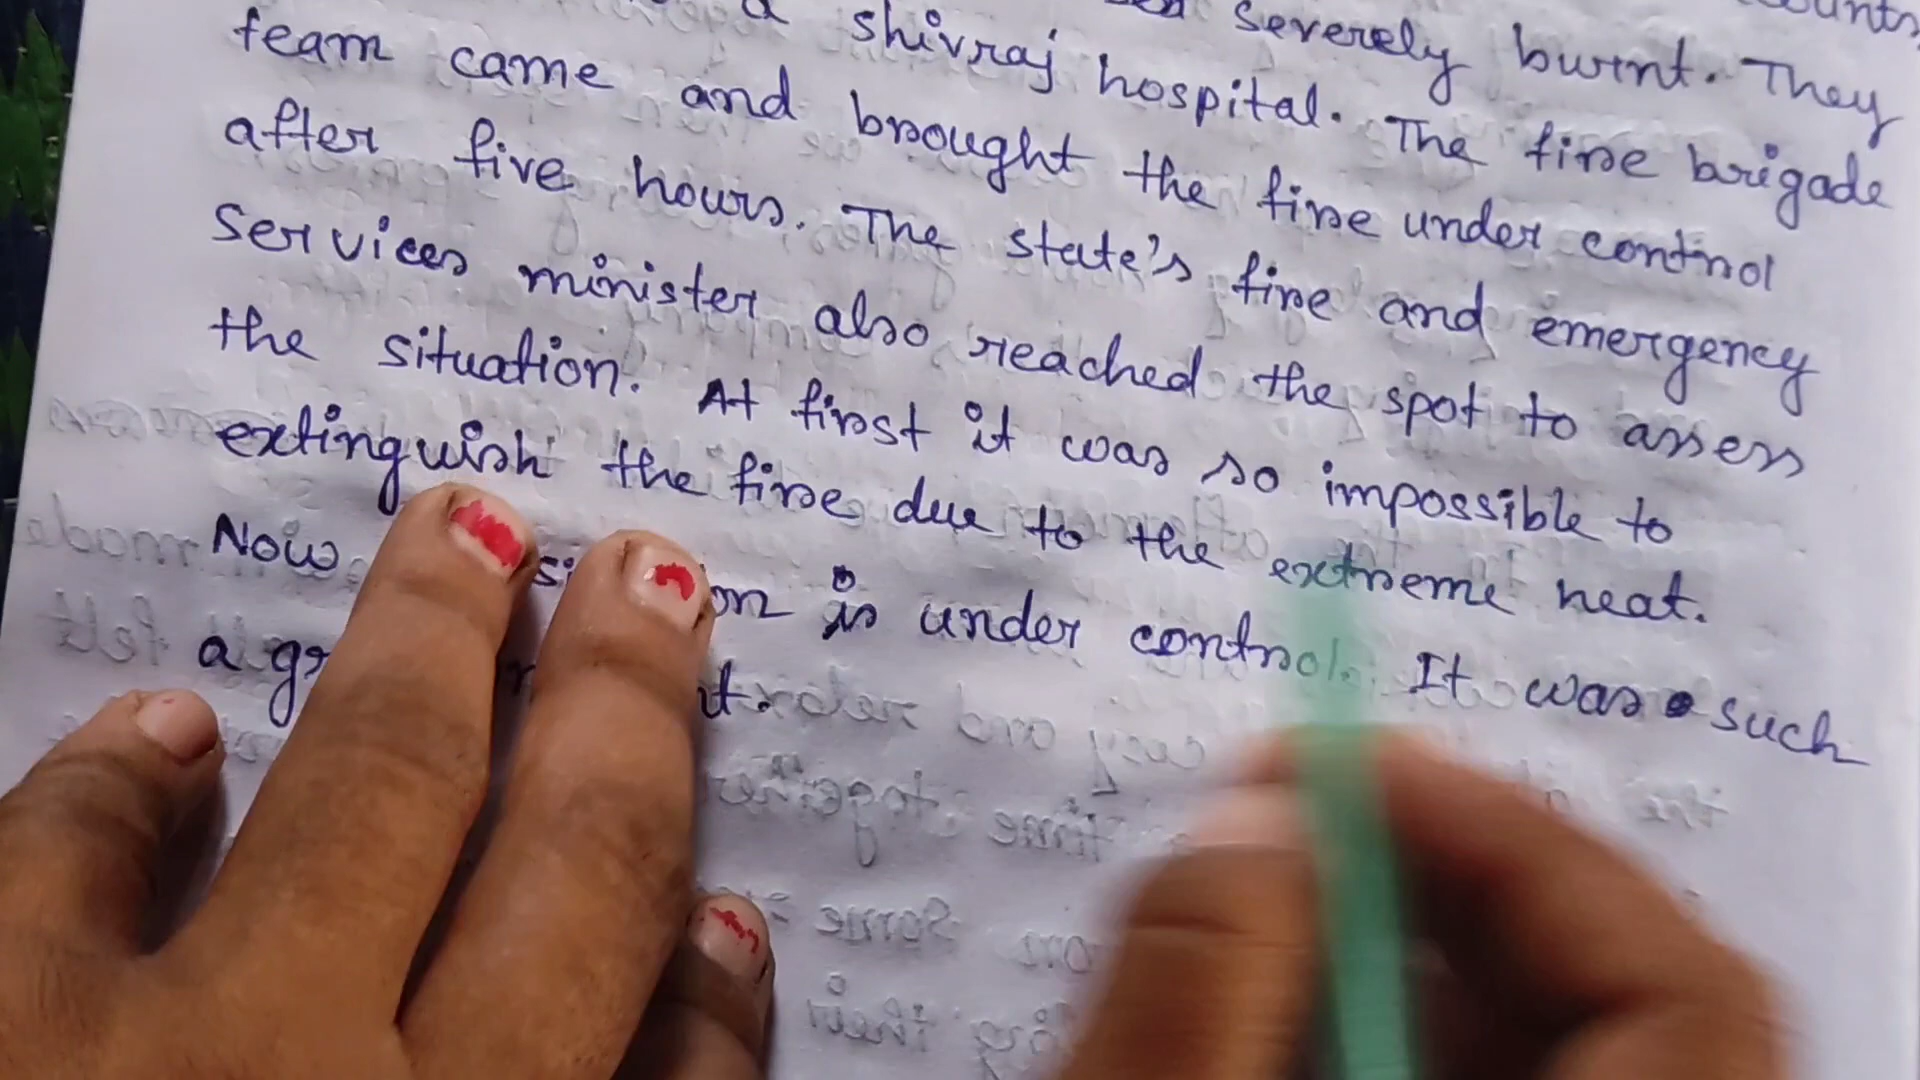 severely burnt. They
a shivraj hospital. The fire brigade
team came and brought the fire under control
after five hours. The state's fire and emergency
services minister also reached the spot to assess
the situation. At first it was so impossible to
extinguish the fire due to the extreme heat.
Now is under control. It was such
a